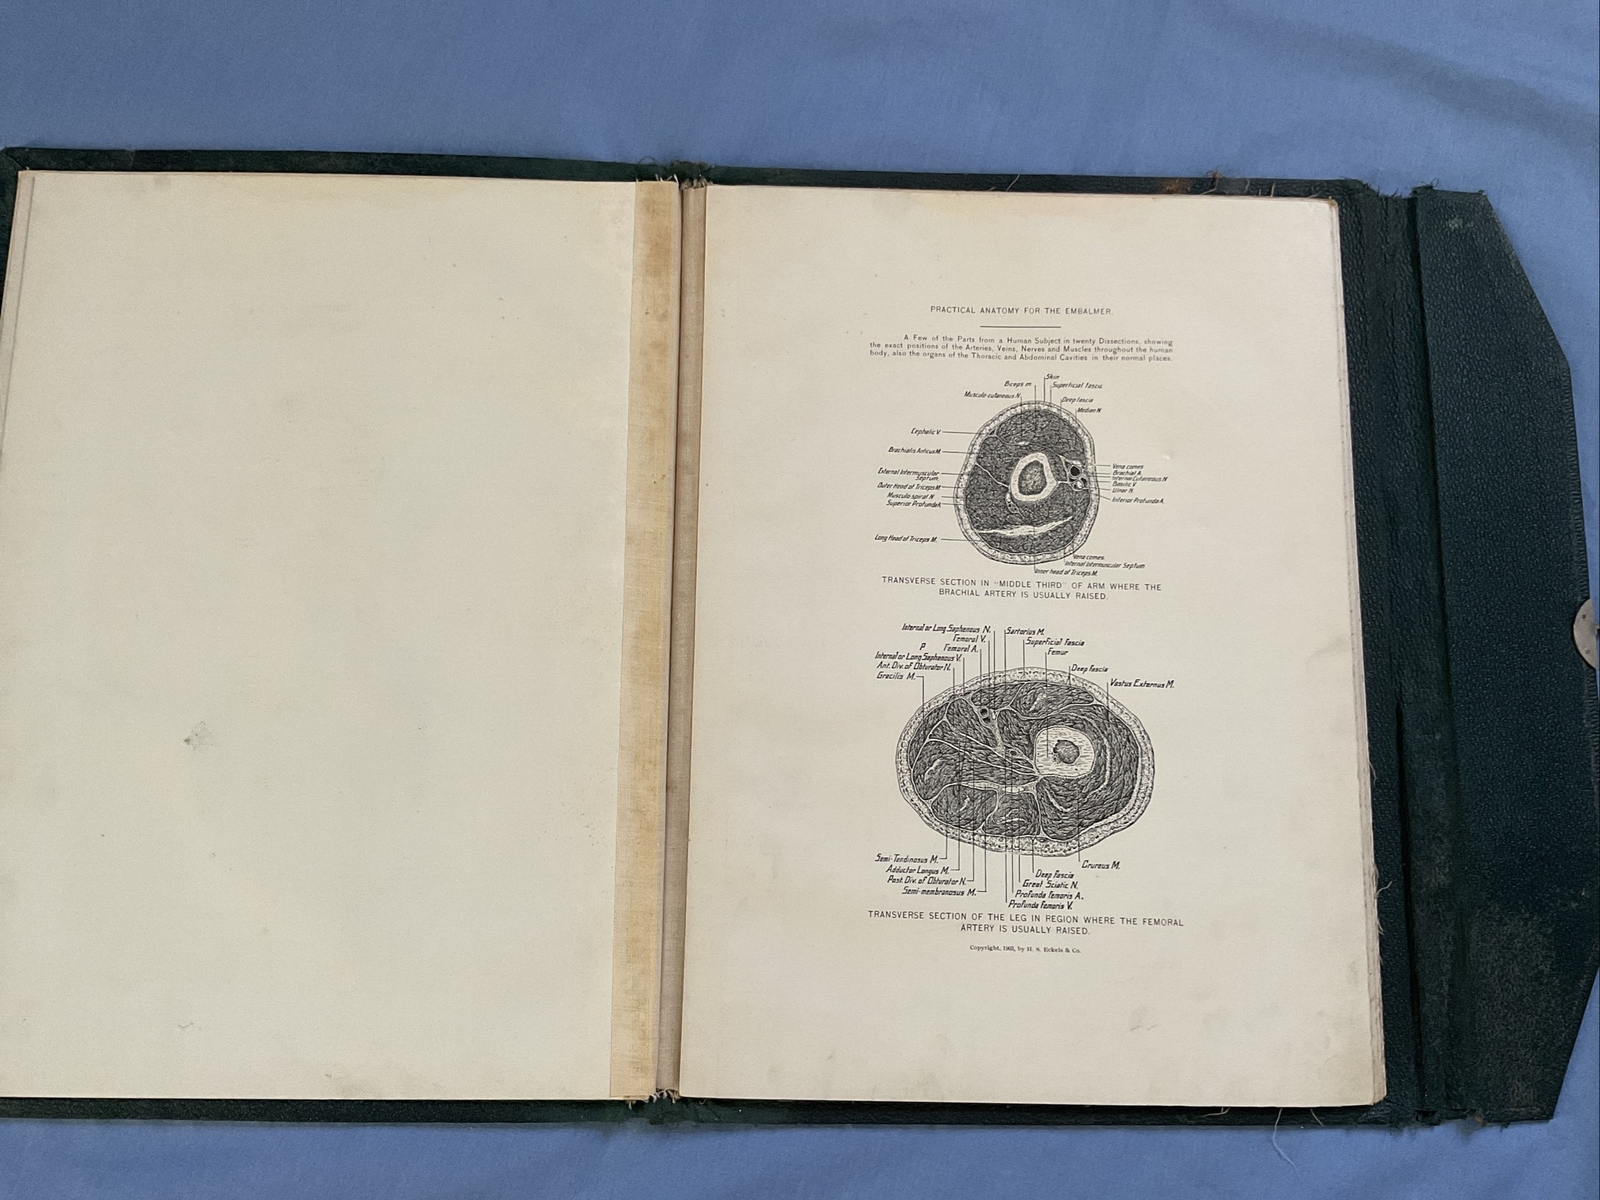 PRACTICAL ANATOMY FOR THE EMBALMER.
A Few of the Parts from a Human Subject in twenty Dissections, showing
the exact positions of the Arteries, Veins, Nerves and Muscles throughout the human
body, also the organs of the Thoracic and Abdominal Cavities in their normal places.
Skin
Biceps m
Superficial fascia
Musculo cutaneous N
Deep fascia
Median N.
Cephalic V.
Brachialis Anticus M.
External Intermuscular
Septum.
Outer Head of Triceps M.
Musculo spiral N
Superior Profunda A.
Long Head of Triceps M.
Vena comes
Brachial A.
Internal Cutaneous N
Basilic V
Ulnar N.
Inferior Profunda A.
Vena comes.
Internal Intermuscular Septum
Inner head of Triceps M.
TRANSVERSE SECTION IN "MIDDLE THIRD" OF ARM WHERE THE
BRACHIAL ARTERY IS USUALLY RAISED.
Internal or Long Saphenous N.
Femoral V.
P
Femoral A.
Internal or Long Saphenous V.
Ant. Div. of Obturator N.
Gracilis M.
Sartorius M.
Superficial fascia
Femur
Deep fascia
Vastus Externus M.
Semi-Tendinosus M.
Adductor Longus M.
Post. Div. of Obturator N.
Semi-membranosus M.
Crureus M.
Deep fascia
Great Sciatic N.
Profunda femoris A.
Profunda femoris V.
TRANSVERSE SECTION OF THE LEG IN REGION WHERE THE FEMORAL
ARTERY IS USUALLY RAISED.
Copyright, 1903, by H. S. Eckels & Co.